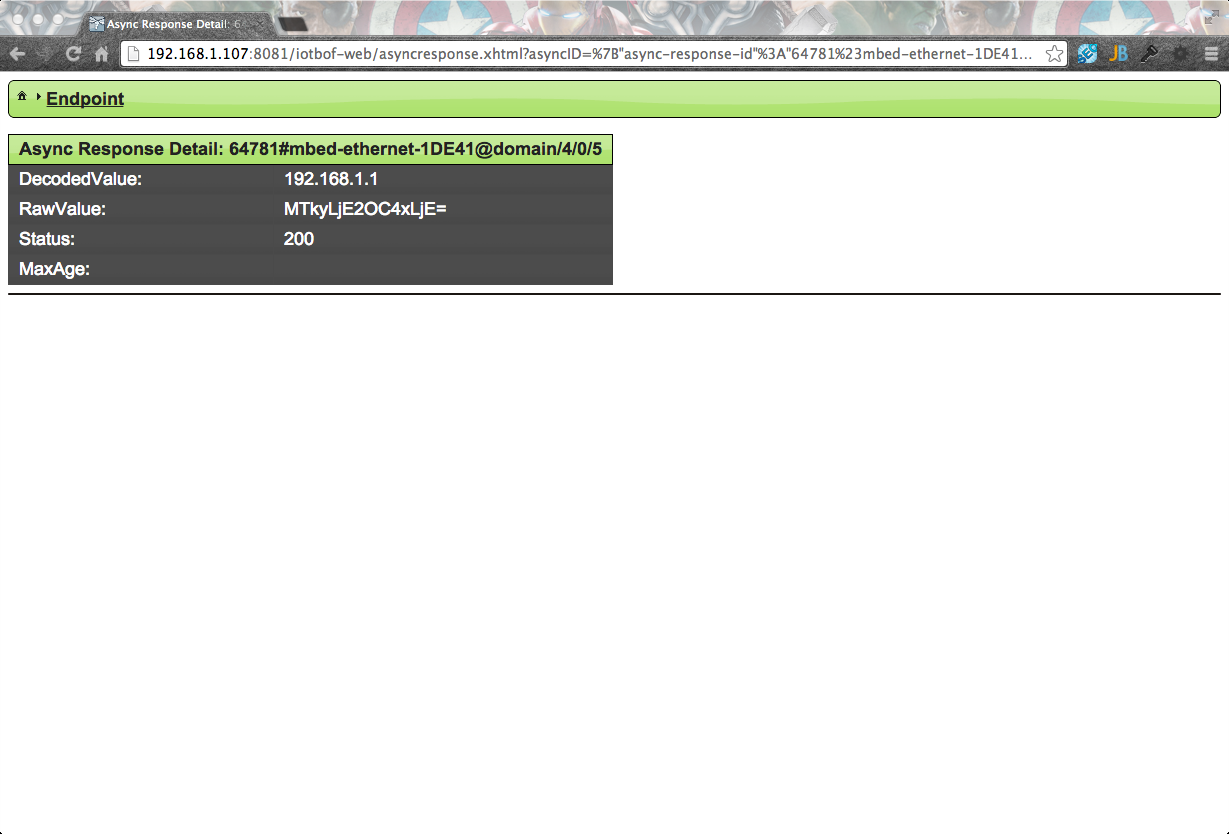 Async Response Detail: 6
192.168.1.107:8081/iotbof-web/asyncresponse.xhtml?asyncID=%7B"async-response-id"%3A"64781%23mbed-ethernet-1DE41...
JB
Endpoint
Async Response Detail: 64781#mbed-ethernet-1DE41@domain/4/0/5
DecodedValue: 192.168.1.1
RawValue: MTkyLjE2OC4xLjE=
Status: 200
MaxAge: